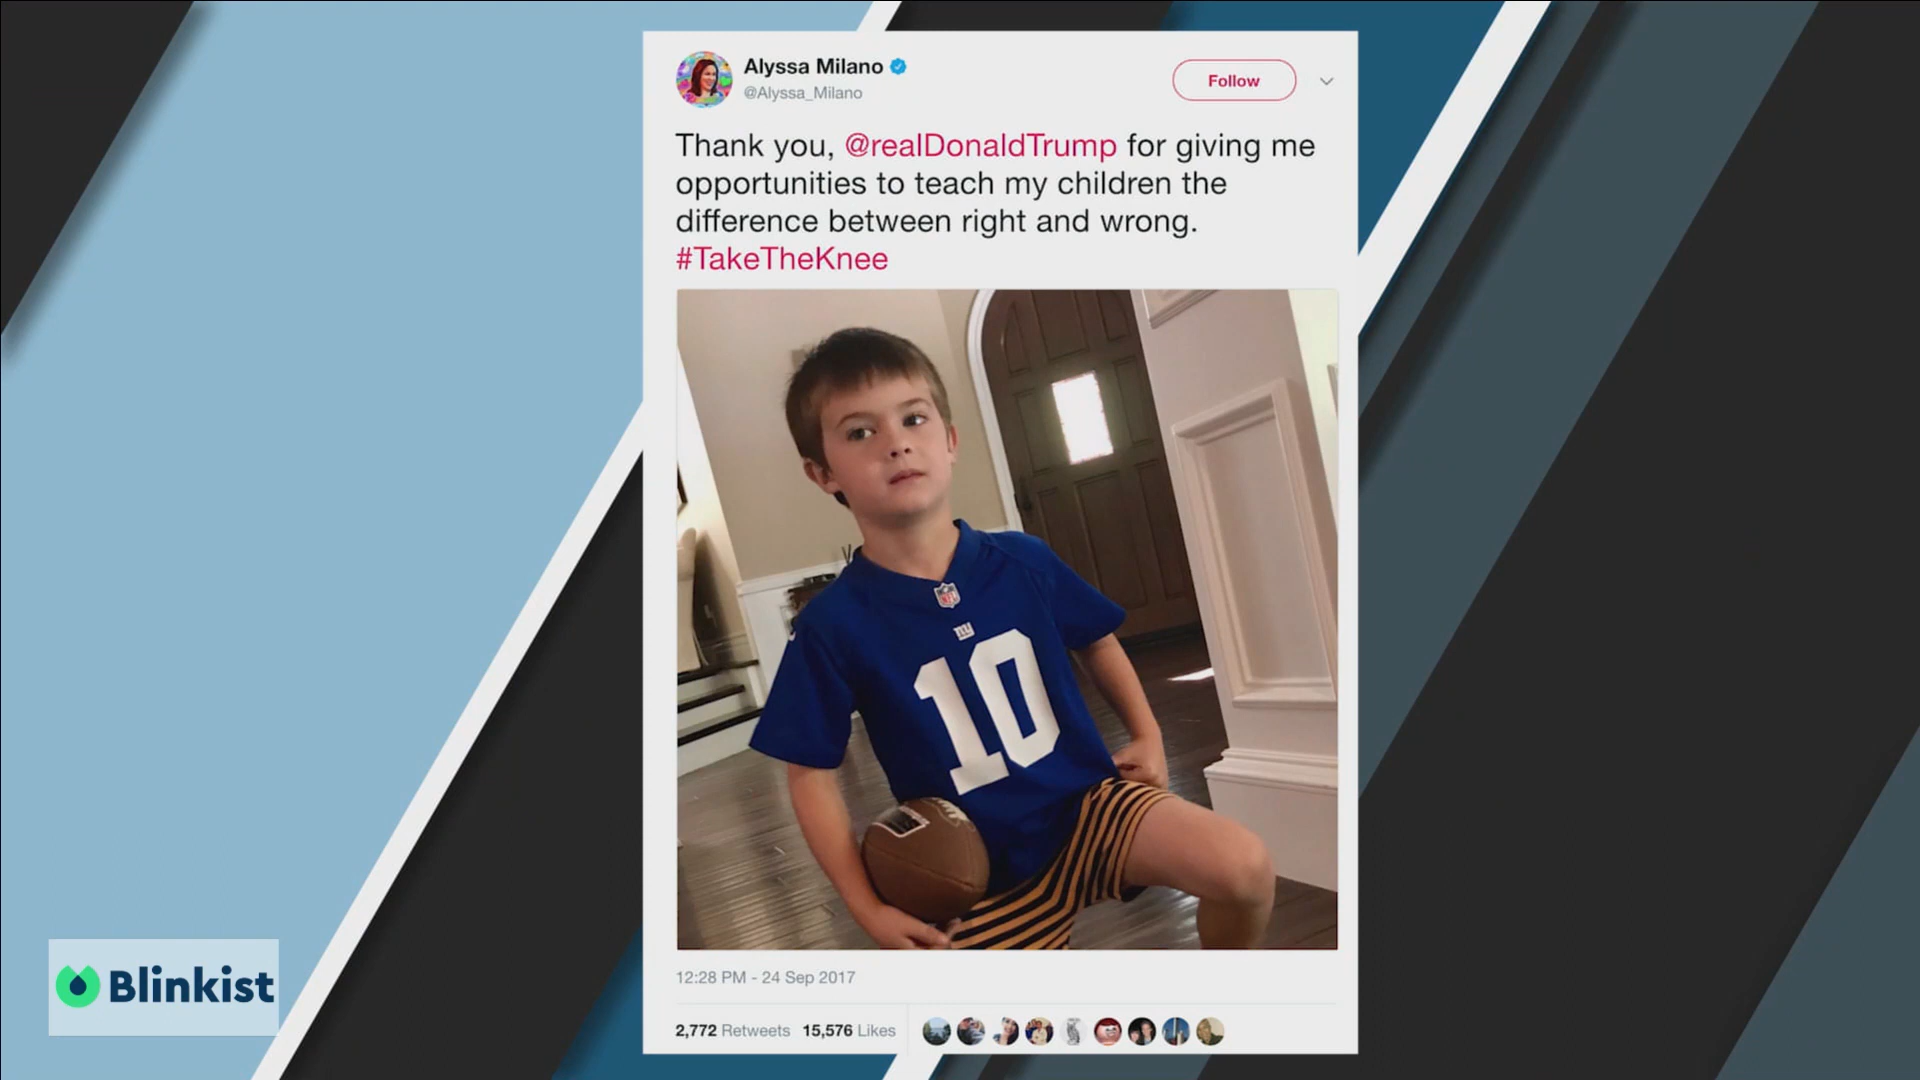 Alyssa Milano
@Alyssa_Milano
Follow
Thank you, @realDonaldTrump for giving me
opportunities to teach my children the
difference between right and wrong.
#TakeTheKnee
NFL
ny
10
12:28 PM - 24 Sep 2017
2,772 Retweets 15,576 Likes
Blinkist